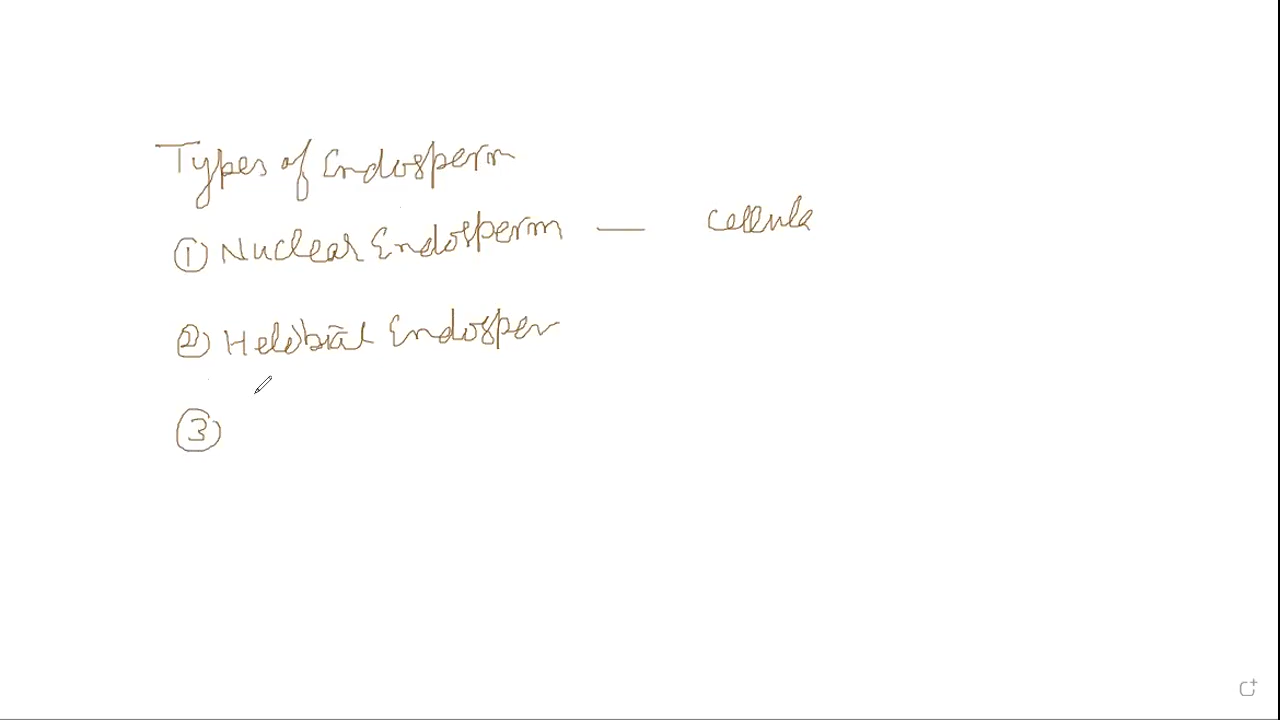 Types of Endosperm
① Nuclear Endosperm — Cellula
② Helobial Endosper
③